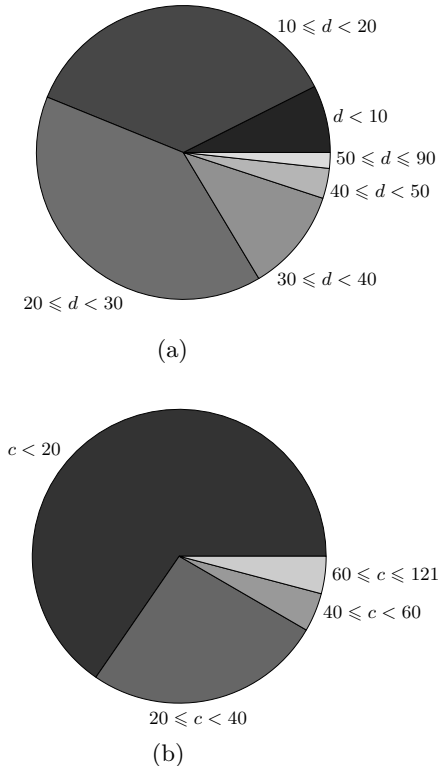 10 ⩽ d < 20
d < 10
50 ⩽ d ⩽ 90
40 ⩽ d < 50
30 ⩽ d < 40
20 ⩽ d < 30
(a)
c < 20
60 ⩽ c ⩽ 121
40 ⩽ c < 60
20 ⩽ c < 40
(b)